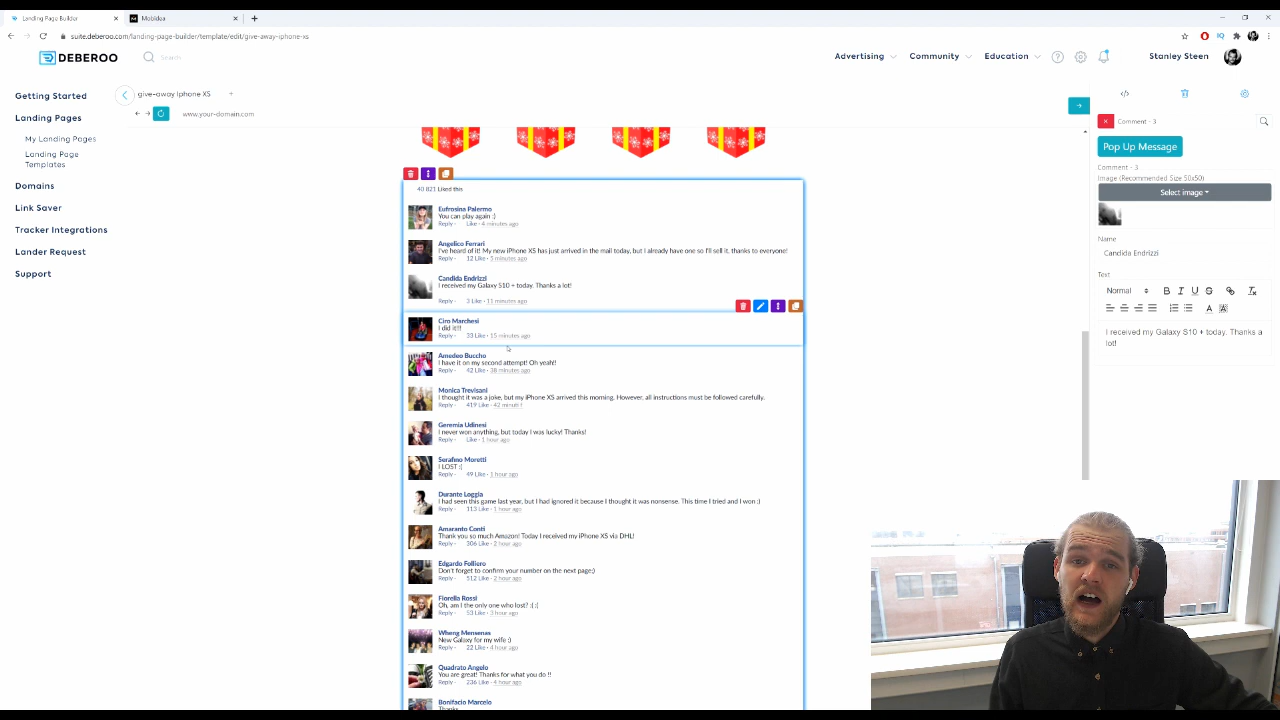 Landing Page Builder
Mobidea
suite.deberoo.com/landing-page-builder/template/edit/give-away-iphone-xs
DEBEROO
Search
Advertising
Community
Education
Stanley Steen
Getting Started
Landing Pages
My Landing Pages
Landing Page
Templates
Domains
Link Saver
Tracker Integrations
Lander Request
Support
give-away Iphone XS
www.your-domain.com
40 821 Liked this
Eufrosina Palermo
You can play again :)
Reply · Like · 4 minutes ago
Angelico Ferrari
I've heard of it! My new iPhone XS has just arrived in the mail today, but I already have one so I'll sell it, thanks to everyone!
Reply · 12 Like · 5 minutes ago
Candida Endrizzi
I received my Galaxy S10 + today. Thanks a lot!
Reply · 3 Like · 11 minutes ago
Ciro Marchesi
I did it!!!
Reply · 33 Like · 15 minutes ago
Amedeo Buccho
I have it on my second attempt! Oh yeah!!
Reply · 42 Like · 38 minutes ago
Monica Trevisani
I thought it was a joke, but my iPhone XS arrived this morning. However, all instructions must be followed carefully.
Reply · 419 Like · 42 minuti f
Geremia Udinesi
I never won anything, but today I was lucky! Thanks!
Reply · Like · 1 hour ago
Serafino Moretti
I LOST :(
Reply · 49 Like · 1 hour ago
Durante Loggia
I had seen this game last year, but I had ignored it because I thought it was nonsense. This time I tried and I won :)
Reply · 113 Like · 1 hour ago
Amaranto Conti
Thank you so much Amazon! Today I received my iPhone XS via DHL!
Reply · 306 Like · 2 hour ago
Edgardo Folliero
Don't forget to confirm your number on the next page;)
Reply · 512 Like · 2 hour ago
Fiorella Rossi
Oh, am I the only one who lost? :( :(
Reply · 53 Like · 3 hour ago
Wheng Mensenas
New Galaxy for my wife :)
Reply · 22 Like · 4 hour ago
Quadrato Angelo
You are great! Thanks for what you do !!
Reply · 236 Like · 4 hour ago
Bonifacio Marcelo
Thanks
Comment - 3
Pop Up Message
Comment - 3
Image (Recommended Size 50x50)
Select image
Name
Candida Endrizzi
Text
Normal
B I U S
I received my Galaxy S10 + today. Thanks a
lot!